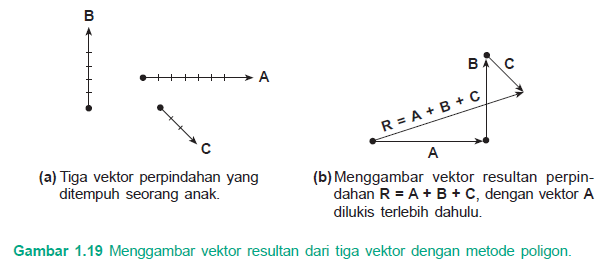 B
A
C
(a) Tiga vektor perpindahan yang
ditempuh seorang anak.
B
C
R = A + B + C
A
(b) Menggambar vektor resultan perpin-
dahan R = A + B + C, dengan vektor A
dilukis terlebih dahulu.
Gambar 1.19 Menggambar vektor resultan dari tiga vektor dengan metode poligon.